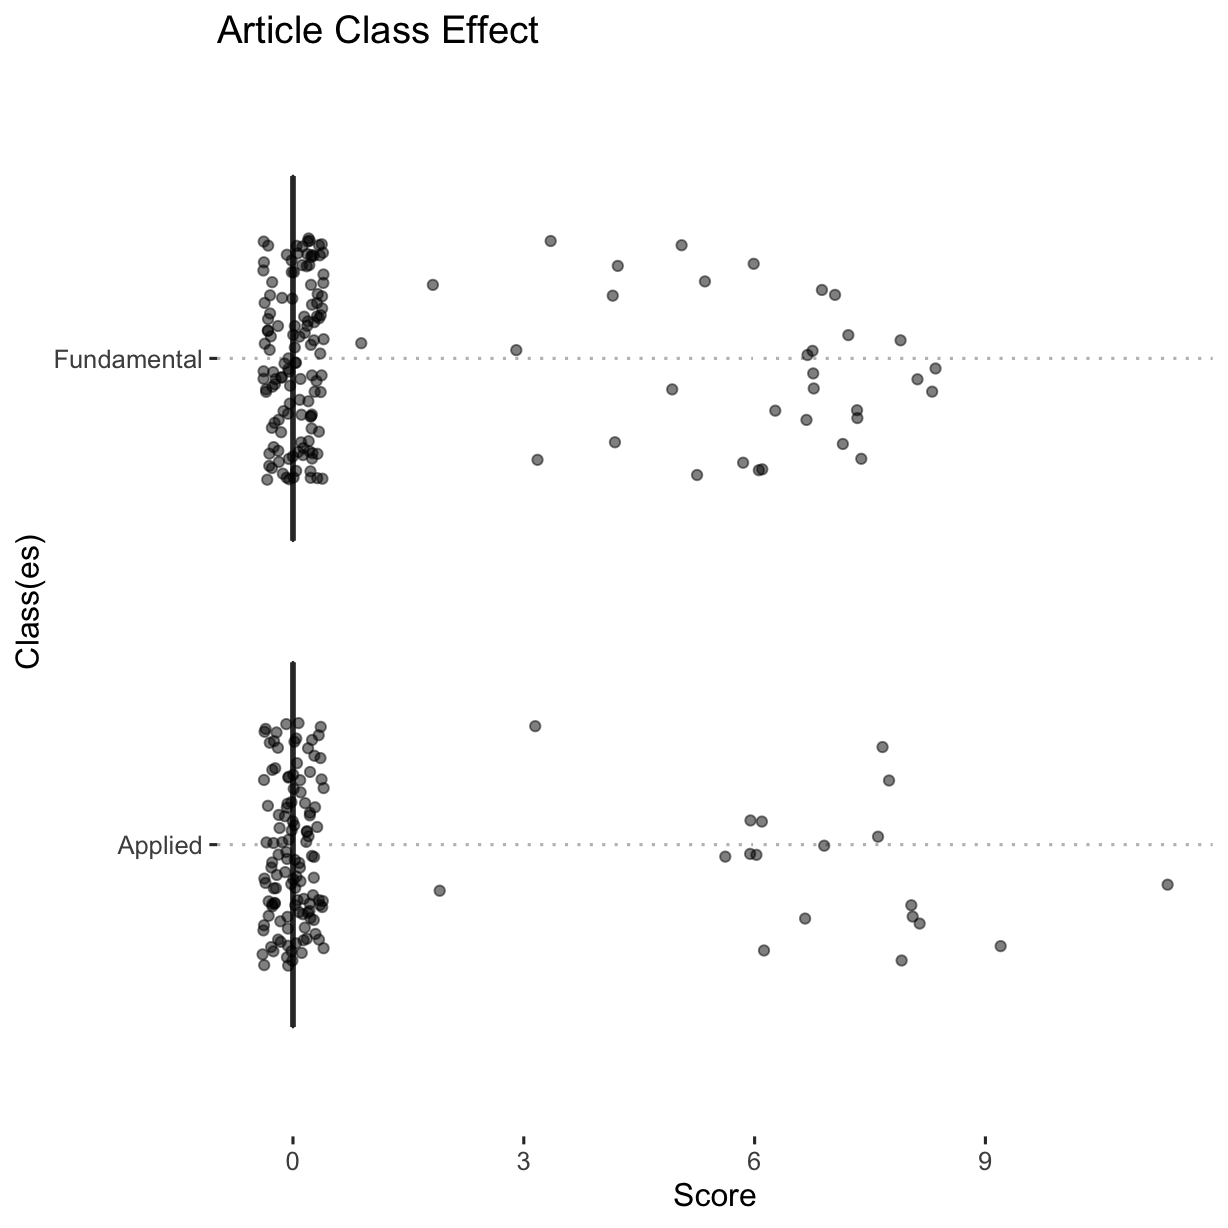 Article Class Effect
Fundamental
Class(es)
Applied
0 3 6 9
Score